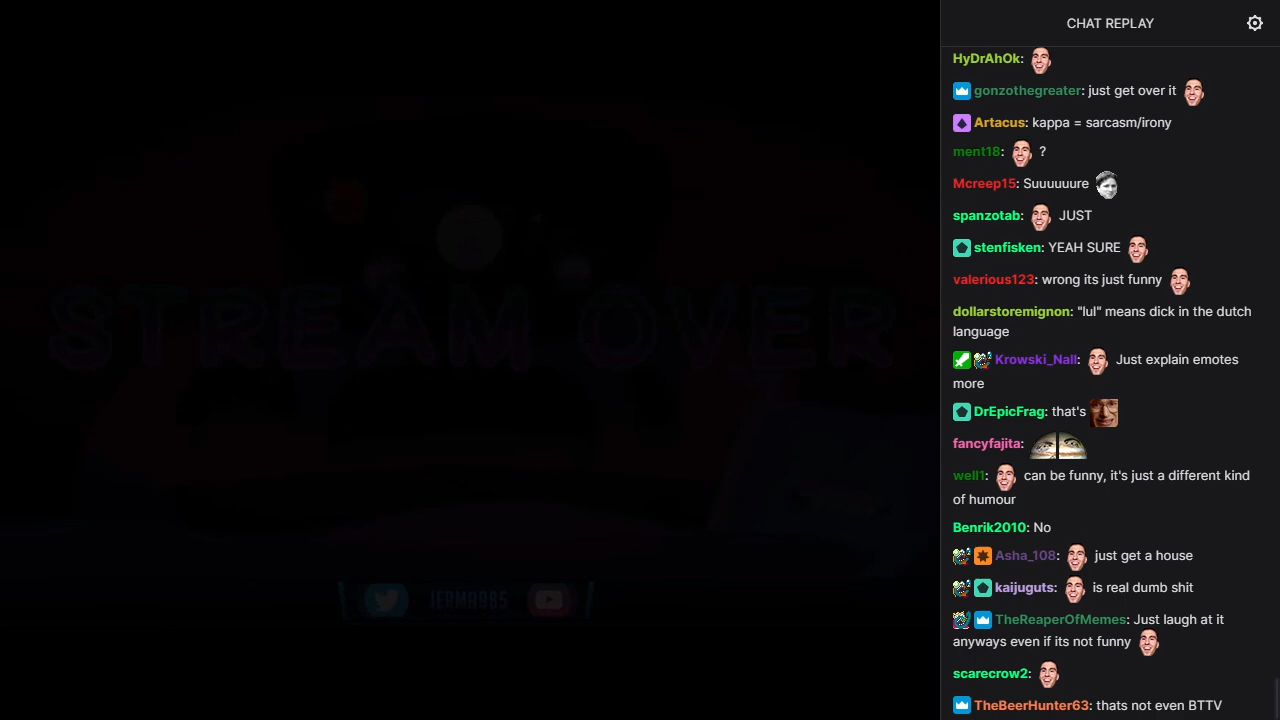 STREAM OVER
JERMA985
CHAT REPLAY
HyDrAhOk:
gonzothegreater: just get over it
Artacus: kappa = sarcasm/irony
ment18: ?
Mcreep15: Suuuuuure
spanzotab: JUST
stenfisken: YEAH SURE
valerious123: wrong its just funny
dollarstoremignon: "lul" means dick in the dutch
language
Krowski_Nall: Just explain emotes
more
DrEpicFrag: that's
fancyfajita:
well1: can be funny, it's just a different kind
of humour
Benrik2010: No
Asha_108: just get a house
kaijuguts: is real dumb shit
TheReaperOfMemes: Just laugh at it
anyways even if its not funny
scarecrow2:
TheBeerHunter63: thats not even BTTV